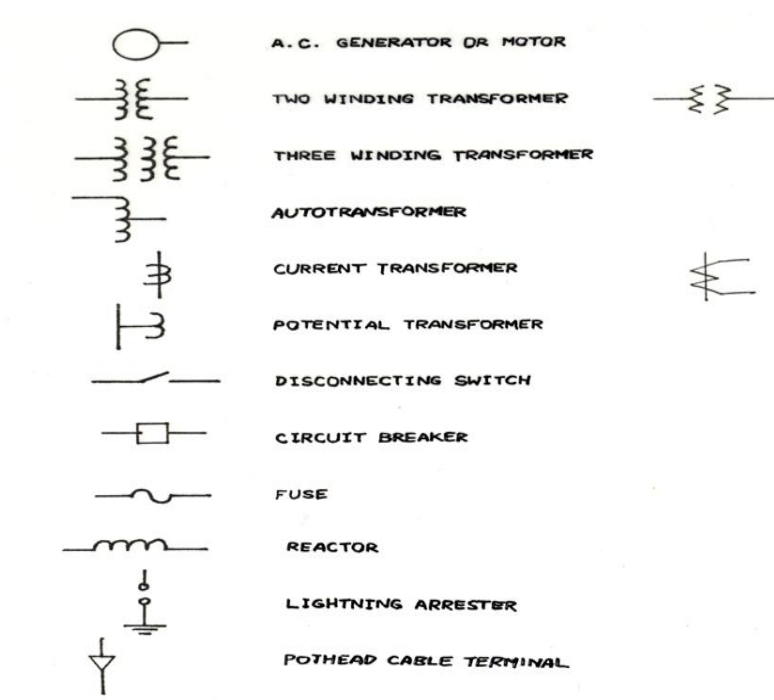 A.C. GENERATOR OR MOTOR
TWO WINDING TRANSFORMER
THREE WINDING TRANSFORMER
AUTOTRANSFORMER
CURRENT TRANSFORMER
POTENTIAL TRANSFORMER
DISCONNECTING SWITCH
CIRCUIT BREAKER
FUSE
REACTOR
LIGHTNING ARRESTER
POTHEAD CABLE TERMINAL